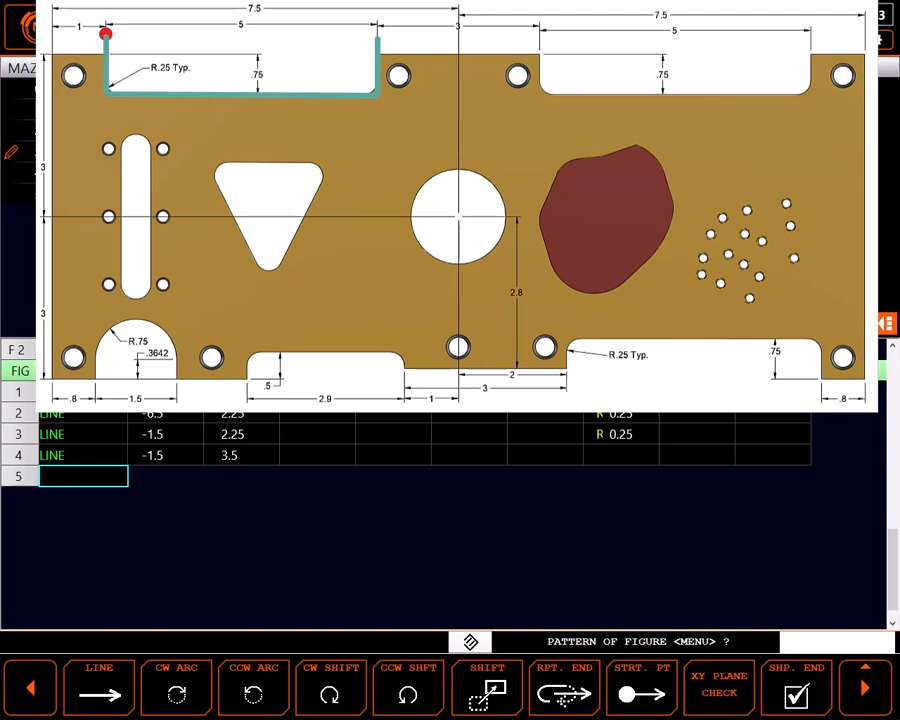 7.5
7.5
3
1
5
3
5
MAZ
R.25 Typ.
.75
.75
3
2.8
3
R.75
.3642
R.25 Typ.
.75
.5
2
3
.8
1.5
2.9
1
.8
F 2
FIG
1
2 LINE -6.5 2.25 R 0.25
3 LINE -1.5 2.25 R 0.25
4 LINE -1.5 3.5
5
PATTERN OF FIGURE <MENU> ?
LINE
CW ARC
CCW ARC
CW SHIFT
CCW SHFT
SHIFT
RPT. END
STRT. PT
XY PLANE
CHECK
SHP. END